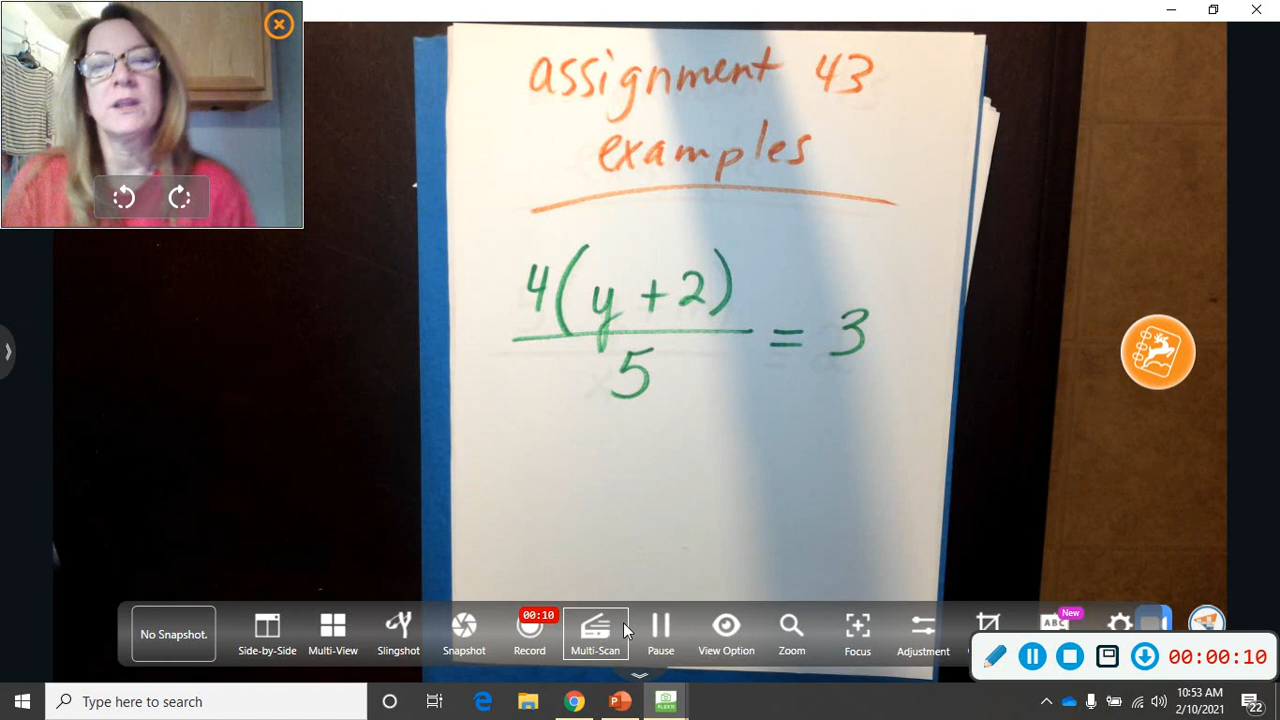 assignment 43
examples
4(y+2)
5
= 3
No Snapshot.
Side-by-Side
Multi-View
Slingshot
Snapshot
00:10
Record
Multi-Scan
Pause
View Option
Zoom
Focus
Adjustment
ABC
New
00:00:10
Type here to search
10:53 AM
2/10/2021
22